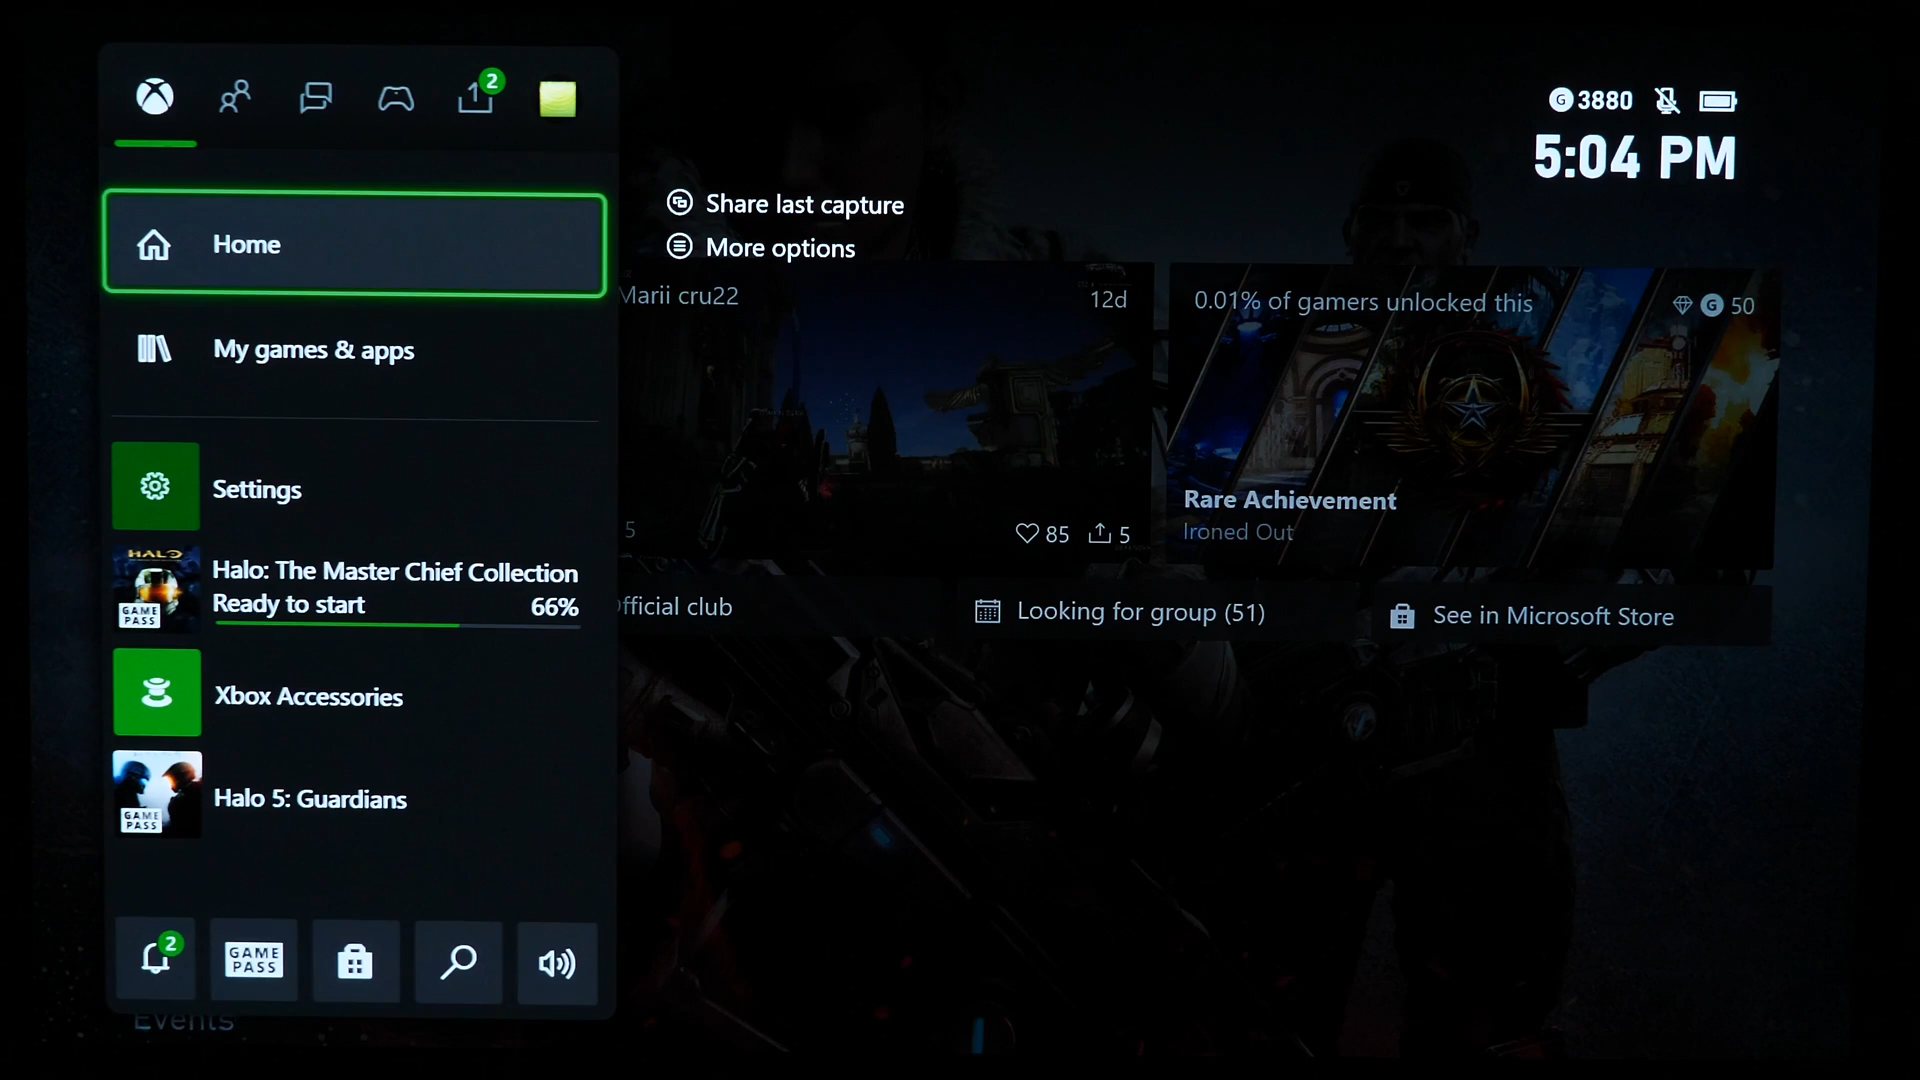 2
G 3880
5:04 PM
Home
Share last capture
More options
My games & apps
Marii cru22
12d
0.01% of gamers unlocked this
G 50
Settings
5
85
5
Rare Achievement
Ironed Out
HALO
GAME PASS
Halo: The Master Chief Collection
Ready to start
66%
fficial club
Looking for group (51)
See in Microsoft Store
Xbox Accessories
GAME PASS
Halo 5: Guardians
2
GAME PASS
Events